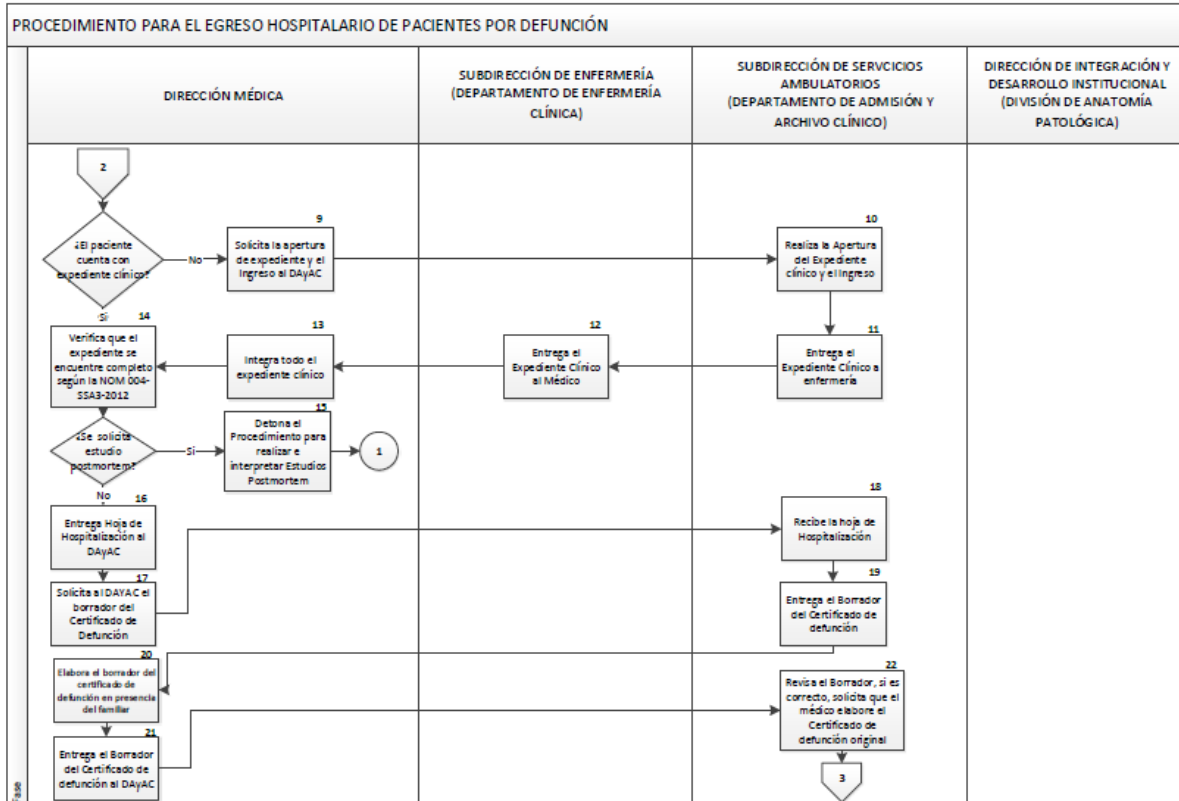 PROCEDIMIENTO PARA EL EGRESO HOSPITALARIO DE PACIENTES POR DEFUNCIÓN
DIRECCIÓN MÉDICA
SUBDIRECCIÓN DE ENFERMERÍA
(DEPARTAMENTO DE ENFERMERÍA
CLÍNICA)
SUBDIRECCIÓN DE SERVCICIOS
AMBULATORIOS
(DEPARTAMENTO DE ADMISIÓN Y
ARCHIVO CLÍNICO)
DIRECCIÓN DE INTEGRACIÓN Y
DESARROLLO INSTITUCIONAL
(DIVISIÓN DE ANATOMÍA
PATOLÓGICA)
2
¿El paciente
cuenta con
expediente clínico?
No
9
Solicita la apertura
de expediente y el
Ingreso al DAyAC
10
Realiza la Apertura
del Expediente
clínico y el Ingreso
Si
14
Verifica que el
expediente se
encuentre completo
según la NOM 004-
SSA3-2012
13
Integra todo el
expediente clínico
12
Entrega el
Expediente Clínico
al Médico
11
Entrega el
Expediente Clínico a
enfermería
¿Se solicita
estudio
postmortem?
Si
15
Detona el
Procedimiento para
realizar e
interpretar Estudios
Postmortem
1
No
16
Entrega Hoja de
Hospitalización al
DAyAC
18
Recibe la hoja de
Hospitalización
17
Solicita al DAYAC el
borrador del
Certificado de
Defunción
19
Entrega el Borrador
del Certificado de
defunción
20
Elabora el borrador del
certificado de
defunción en presencia
del familiar
22
Revisa el Borrador, si es
correcto, solicita que el
médico elabore el
Certificado de
defunción original
21
Entrega el Borrador
del Certificado de
defunción al DAyAC
3
Fase